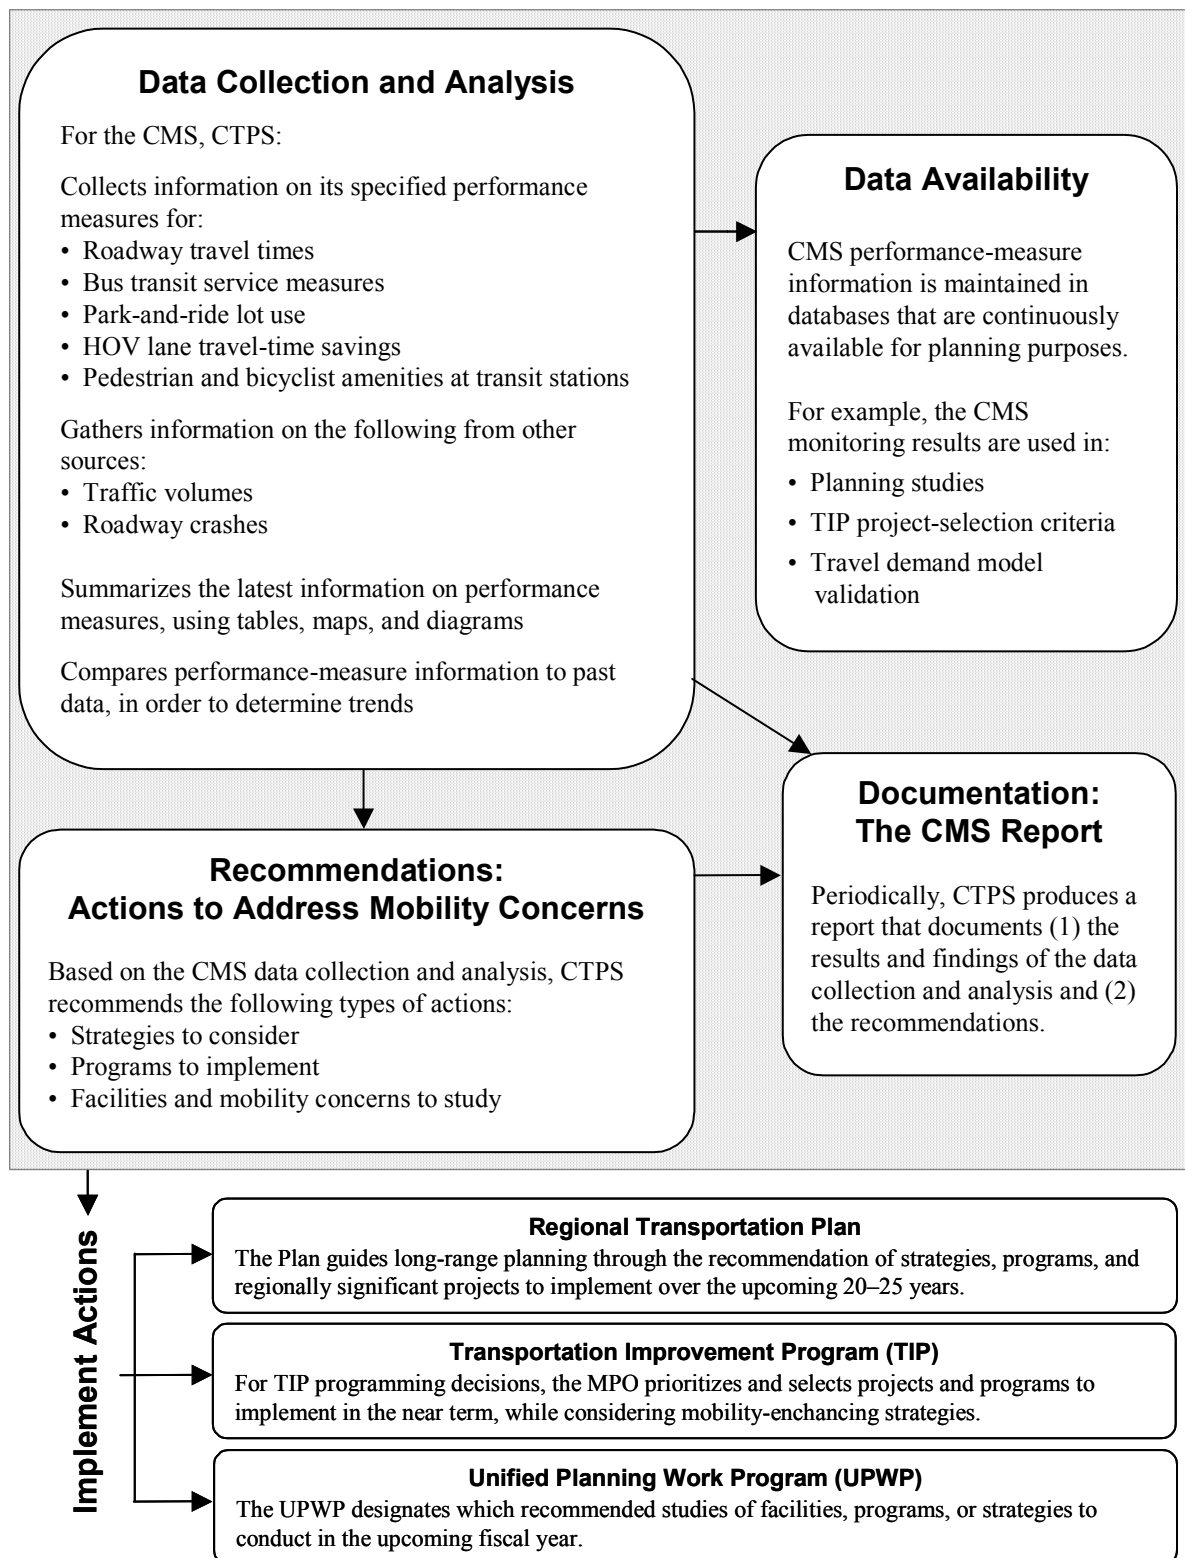 Data Collection and Analysis
For the CMS, CTPS:
Collects information on its specified performance
measures for:
• Roadway travel times
• Bus transit service measures
• Park-and-ride lot use
• HOV lane travel-time savings
• Pedestrian and bicyclist amenities at transit stations
Gathers information on the following from other
sources:
• Traffic volumes
• Roadway crashes
Summarizes the latest information on performance
measures, using tables, maps, and diagrams
Compares performance-measure information to past
data, in order to determine trends
Data Availability
CMS performance-measure
information is maintained in
databases that are continuously
available for planning purposes.
For example, the CMS
monitoring results are used in:
• Planning studies
• TIP project-selection criteria
• Travel demand model
validation
Recommendations:
Actions to Address Mobility Concerns
Based on the CMS data collection and analysis, CTPS
recommends the following types of actions:
• Strategies to consider
• Programs to implement
• Facilities and mobility concerns to study
Documentation:
The CMS Report
Periodically, CTPS produces a
report that documents (1) the
results and findings of the data
collection and analysis and (2)
the recommendations.
Implement Actions
Regional Transportation Plan
The Plan guides long-range planning through the recommendation of strategies, programs, and
regionally significant projects to implement over the upcoming 20–25 years.
Transportation Improvement Program (TIP)
For TIP programming decisions, the MPO prioritizes and selects projects and programs to
implement in the near term, while considering mobility-enchancing strategies.
Unified Planning Work Program (UPWP)
The UPWP designates which recommended studies of facilities, programs, or strategies to
conduct in the upcoming fiscal year.